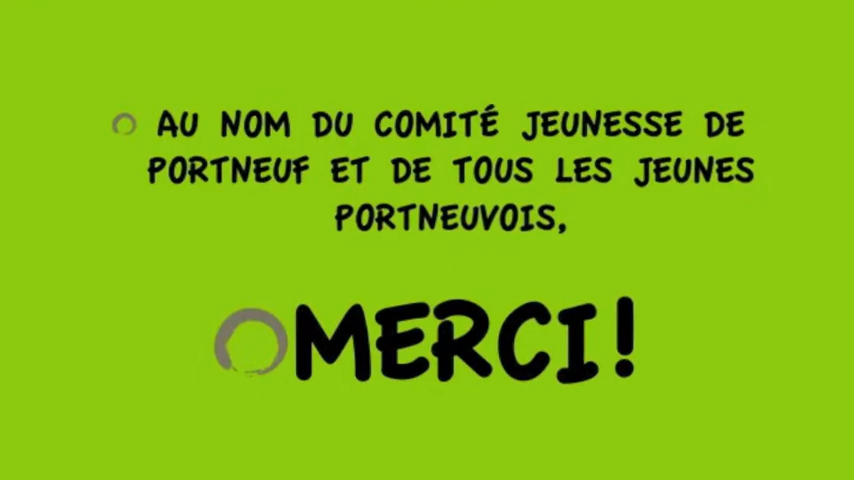 AU NOM DU COMITÉ JEUNESSE DE
PORTNEUF ET DE TOUS LES JEUNES
PORTNEUVOIS,
MERCI!